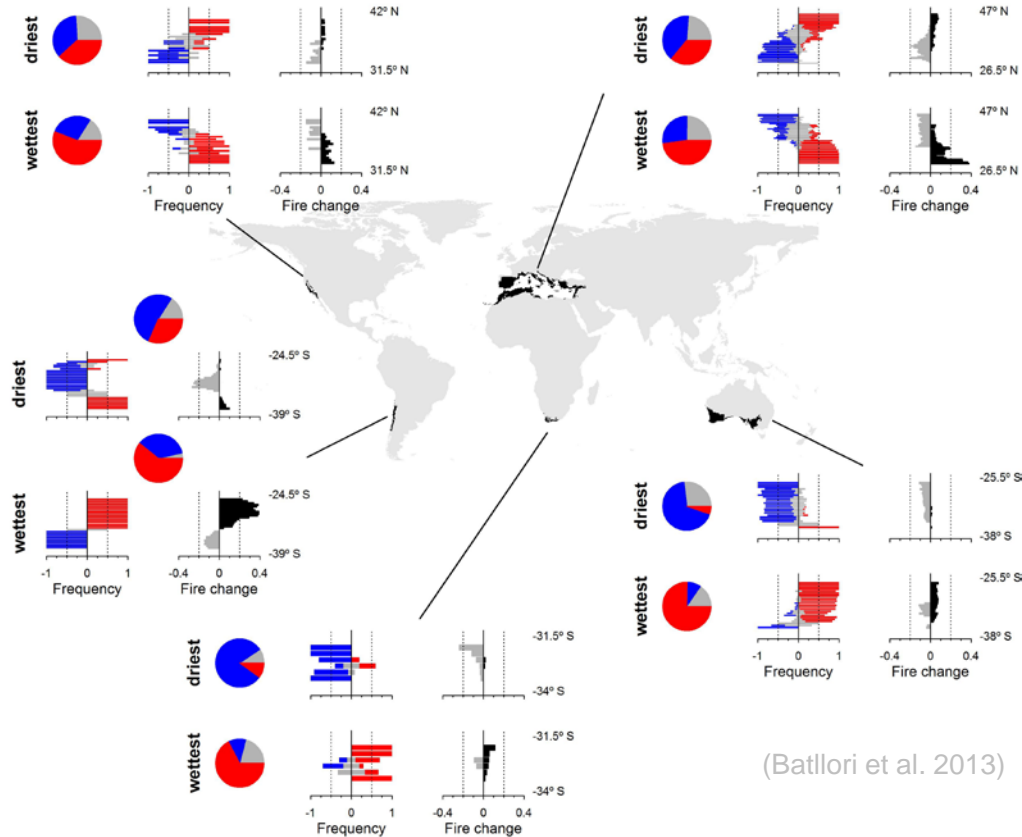 driest
42º N
31.5º N
wettest
42º N
31.5º N
-1 0 1
-0.4 0 0.4
Frequency
Fire change
driest
47º N
26.5º N
wettest
47º N
26.5º N
-1 0 1
-0.4 0 0.4
Frequency
Fire change
driest
-24.5º S
-39º S
wettest
-24.5º S
-39º S
-1 0 1
-0.4 0 0.4
Frequency
Fire change
driest
-25.5º S
-38º S
wettest
-25.5º S
-38º S
-1 0 1
-0.4 0 0.4
Frequency
Fire change
driest
-31.5º S
-34º S
wettest
-31.5º S
-34º S
-1 0 1
-0.4 0 0.4
Frequency
Fire change
(Batllori et al. 2013)